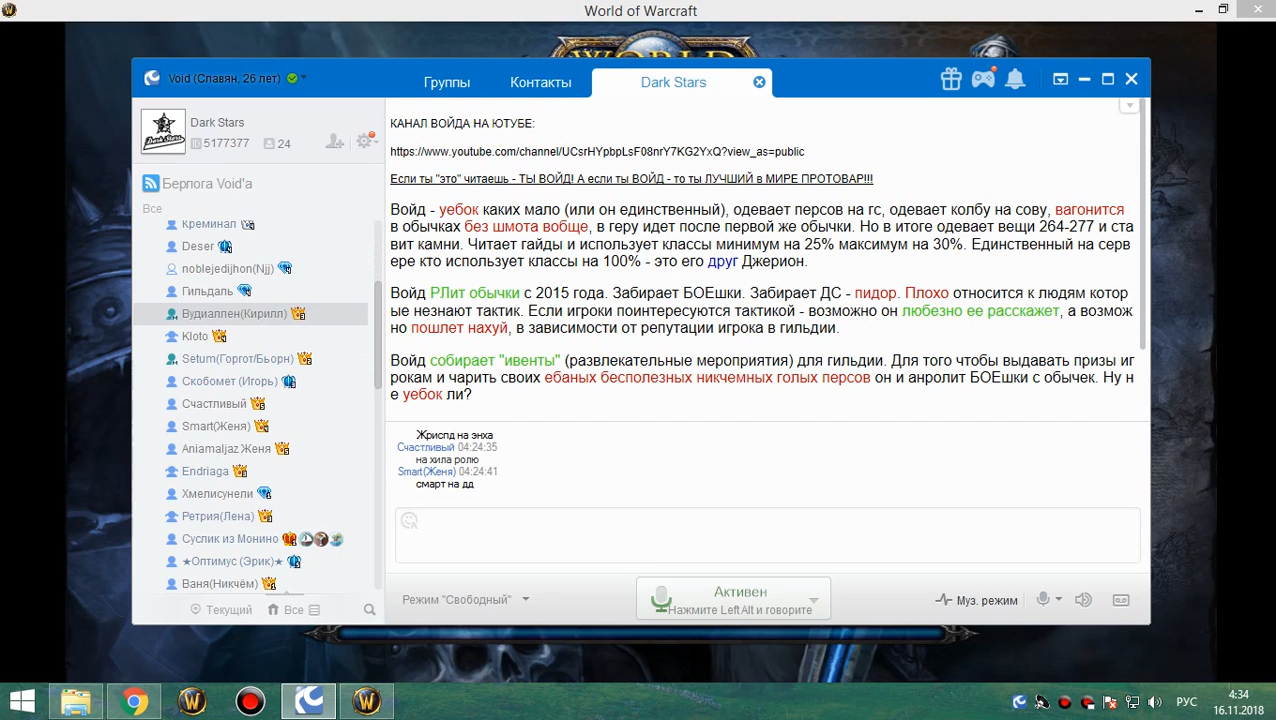 World of Warcraft
Void (Славян, 26 лет)
Группы
Контакты
Dark Stars
Dark Stars
5177377
24
Берлога Void'а
Все
Креминал
Deser
noblejedijhon(Njj)
Гильдаль
Вудиаллен(Кирилл)
Kloto
Setum(Горгот/Бьорн)
Скобомет (Игорь)
Счастливый
Smart(Женя)
Aniamaljaz Женя
Endriaga
Хмелисунели
Ретрия(Лена)
Суслик из Монино
★Оптимус (Эрик)★
Ваня(Никчём)
Текущий
Все
КАНАЛ ВОЙДА НА ЮТУБЕ:
https://www.youtube.com/channel/UCsrHYpbpLsF08nrY7KG2YxQ?view_as=public
Если ты "это" читаешь - ТЫ ВОЙД! А если ты ВОЙД - то ты ЛУЧШИЙ в МИРЕ ПРОТОВАР!!!
Войд - уебок каких мало (или он единственный), одевает персов на гс, одевает колбу на сову, вагонится
в обычках без шмота вобще, в геру идет после первой же обычки. Но в итоге одевает вещи 264-277 и ста
вит камни. Читает гайды и использует классы минимум на 25% максимум на 30%. Единственный на серв
ере кто использует классы на 100% - это его друг Джерион.
Войд РЛит обычки с 2015 года. Забирает БОЕшки. Забирает ДС - пидор. Плохо относится к людям котор
ые незнают тактик. Если игроки поинтересуются тактикой - возможно он любезно ее расскажет, а возмож
но пошлет нахуй, в зависимости от репутации игрока в гильдии.
Войд собирает "ивенты" (развлекательные мероприятия) для гильдии. Для того чтобы выдавать призы иг
рокам и чарить своих ебаных бесполезных никчемных голых персов он и анролит БОЕшки с обычек. Ну н
е уебок ли?
Жриспд на энха
Счастливый 04:24:35
на хила ролю
Smart(Женя) 04:24:41
смарт на дд
Режим "Свободный"
Активен
Нажмите Left Alt и говорите
Муз. режим
РУС
4:34
16.11.2018